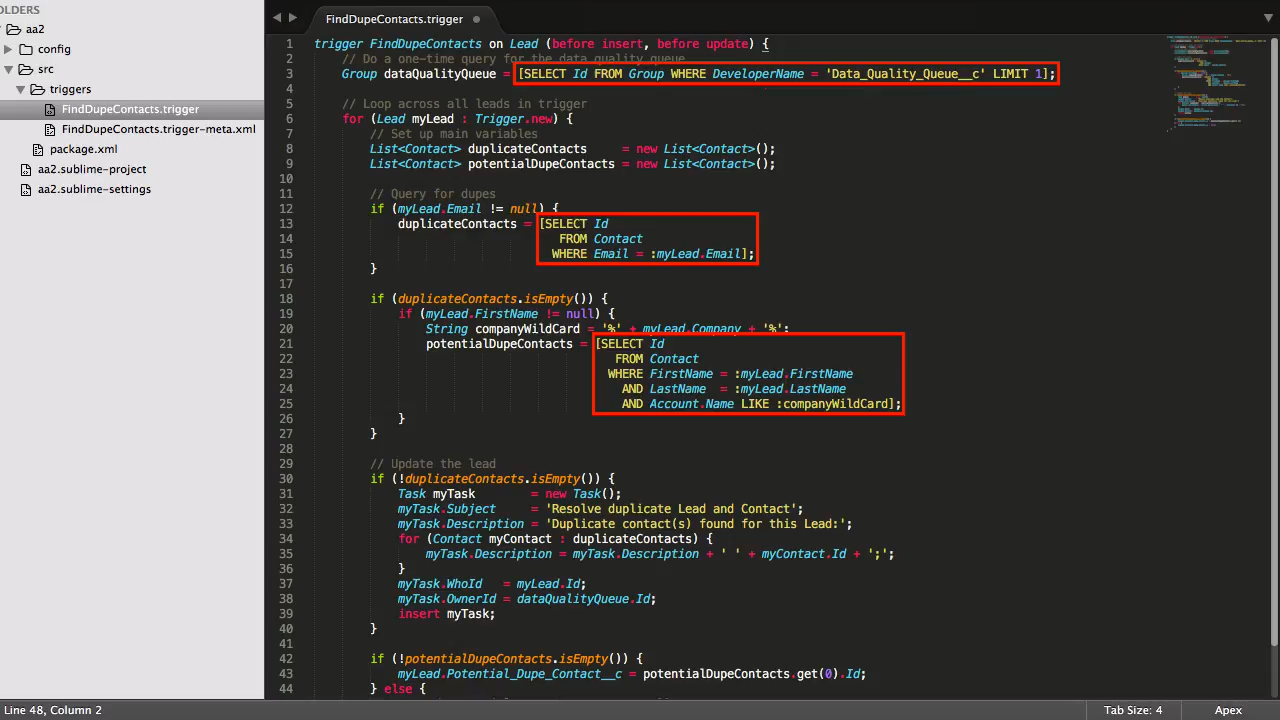 OLDERS
aa2
config
src
triggers
FindDupeContacts.trigger
FindDupeContacts.trigger-meta.xml
package.xml
aa2.sublime-project
aa2.sublime-settings
FindDupeContacts.trigger
1 trigger FindDupeContacts on Lead (before insert, before update) {
2 // Do a one-time query for the data quality queue
3 Group dataQualityQueue = [SELECT Id FROM Group WHERE DeveloperName = 'Data_Quality_Queue__c' LIMIT 1];
4
5 // Loop across all leads in trigger
6 for (Lead myLead : Trigger.new) {
7 // Set up main variables
8 List<Contact> duplicateContacts = new List<Contact>();
9 List<Contact> potentialDupeContacts = new List<Contact>();
10
11 // Query for dupes
12 if (myLead.Email != null) {
13 duplicateContacts = [SELECT Id
14 FROM Contact
15 WHERE Email = :myLead.Email];
16 }
17
18 if (duplicateContacts.isEmpty()) {
19 if (myLead.FirstName != null) {
20 String companyWildCard = '%' + myLead.Company + '%';
21 potentialDupeContacts = [SELECT Id
22 FROM Contact
23 WHERE FirstName = :myLead.FirstName
24 AND LastName = :myLead.LastName
25 AND Account.Name LIKE :companyWildCard];
26 }
27 }
28
29 // Update the lead
30 if (!duplicateContacts.isEmpty()) {
31 Task myTask = new Task();
32 myTask.Subject = 'Resolve duplicate Lead and Contact';
33 myTask.Description = 'Duplicate contact(s) found for this Lead:';
34 for (Contact myContact : duplicateContacts) {
35 myTask.Description = myTask.Description + ' ' + myContact.Id + ';';
36 }
37 myTask.WhoId = myLead.Id;
38 myTask.OwnerId = dataQualityQueue.Id;
39 insert myTask;
40 }
41
42 if (!potentialDupeContacts.isEmpty()) {
43 myLead.Potential_Dupe_Contact__c = potentialDupeContacts.get(0).Id;
44 } else {
Line 48, Column 2
Tab Size: 4
Apex